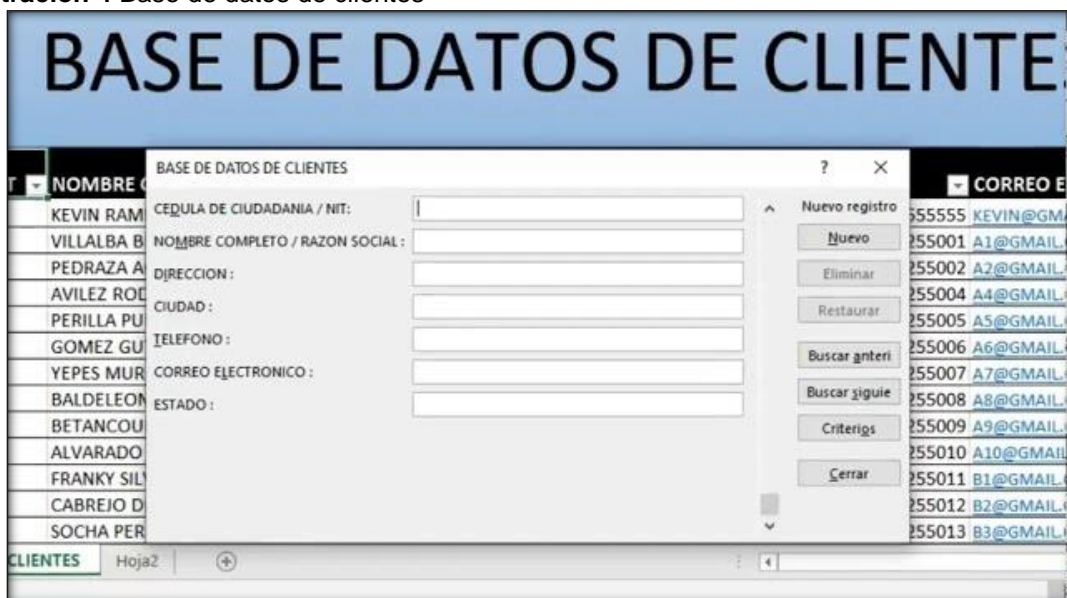 Base de datos de clientes
BASE DE DATOS DE CLIENTE
BASE DE DATOS DE CLIENTES ? ×
T NOMBRE CORREO E
CEDULA DE CIUDADANIA / NIT: Nuevo registro
KEVIN RAM 555555 KEVIN@GMA
NOMBRE COMPLETO / RAZON SOCIAL : Nuevo
VILLALBA B 255001 A1@GMAIL.
DIRECCION : Eliminar
PEDRAZA A 255002 A2@GMAIL.
CIUDAD : Restaurar
AVILEZ ROD 255004 A4@GMAIL.
PERILLA PU 255005 A5@GMAIL.
TELEFONO : Buscar anteri
GOMEZ GU 255006 A6@GMAIL.
CORREO ELECTRONICO : Buscar siguie
YEPES MUR 255007 A7@GMAIL.
ESTADO :
BALDELEON 255008 A8@GMAIL.
BETANCOU Criterios 255009 A9@GMAIL.
ALVARADO 255010 A10@GMAIL
FRANKY SIL Cerrar 255011 B1@GMAIL.
CABREJO D 255012 B2@GMAIL.
SOCHA PER 255013 B3@GMAIL.
CLIENTES Hoja2